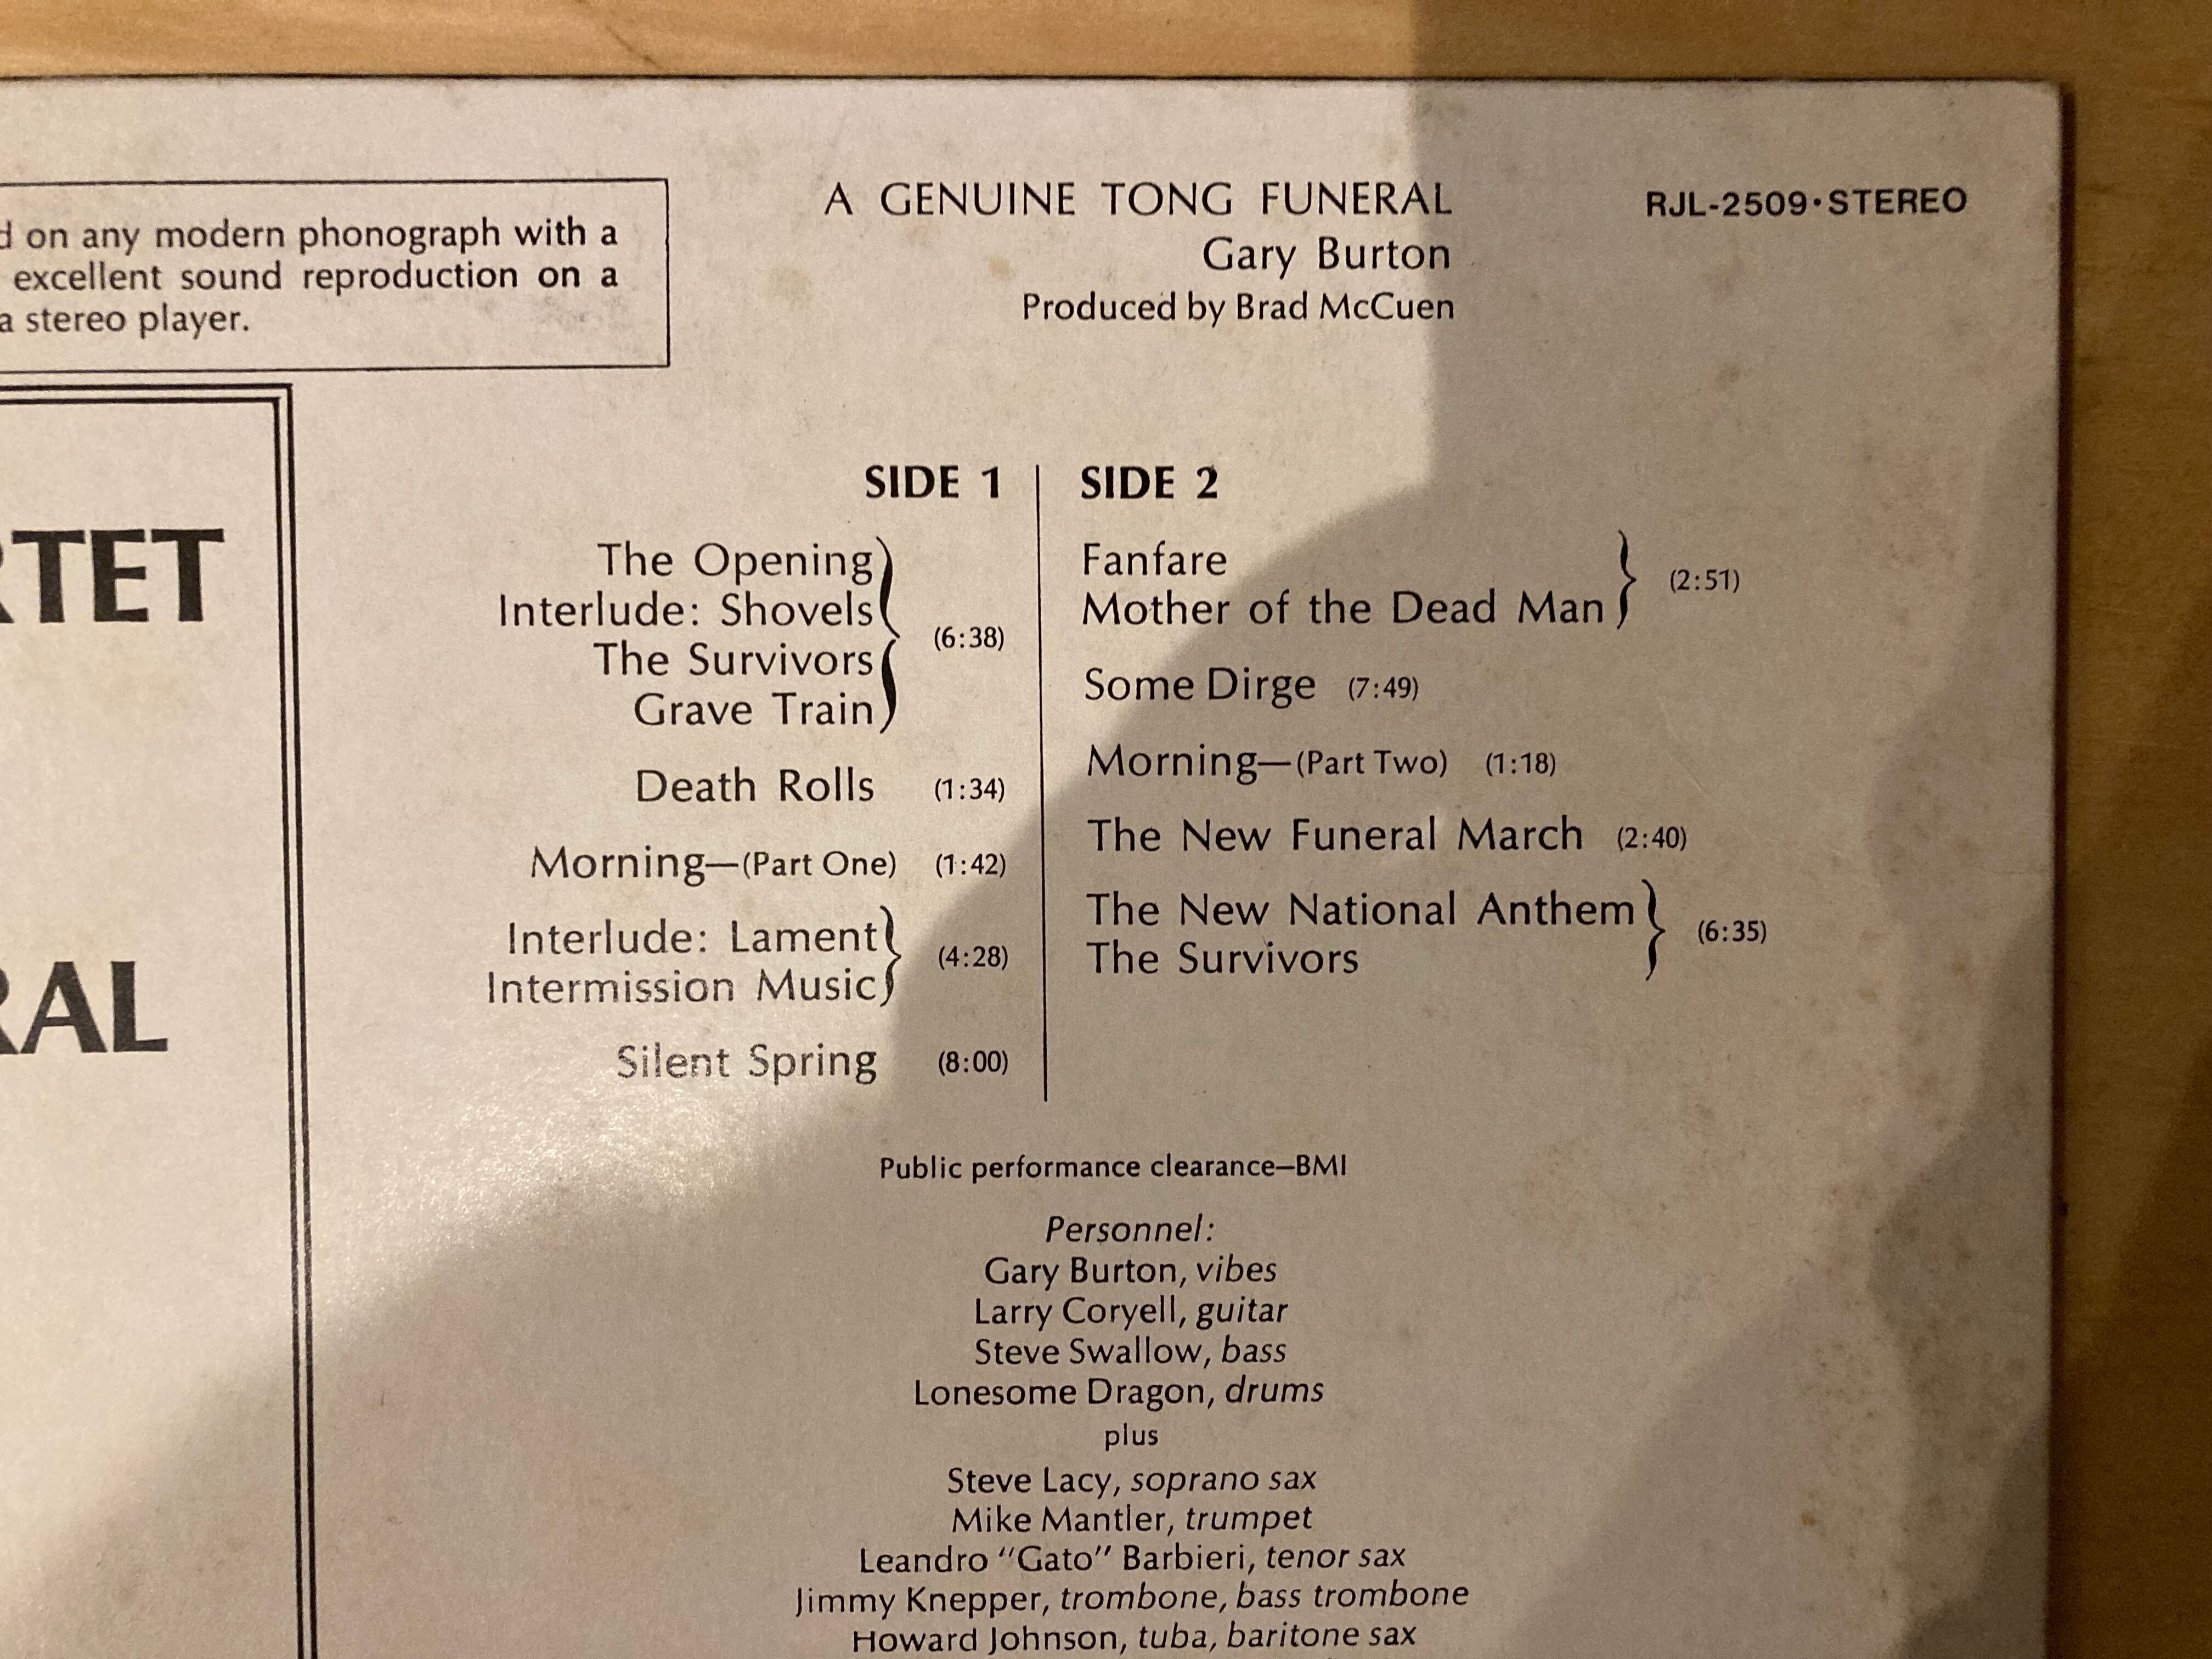 d on any modern phonograph with a
excellent sound reproduction on a
a stereo player.
A GENUINE TONG FUNERAL
Gary Burton
Produced by Brad McCuen
RJL-2509•STEREO
RTET
RAL
SIDE 1
The Opening
Interlude: Shovels
The Survivors
Grave Train
(6:38)
Death Rolls (1:34)
Morning—(Part One) (1:42)
Interlude: Lament
Intermission Music
(4:28)
Silent Spring (8:00)
SIDE 2
Fanfare
Mother of the Dead Man
(2:51)
Some Dirge (7:49)
Morning—(Part Two) (1:18)
The New Funeral March (2:40)
The New National Anthem
The Survivors
(6:35)
Public performance clearance—BMI
Personnel:
Gary Burton, vibes
Larry Coryell, guitar
Steve Swallow, bass
Lonesome Dragon, drums
plus
Steve Lacy, soprano sax
Mike Mantler, trumpet
Leandro "Gato" Barbieri, tenor sax
Jimmy Knepper, trombone, bass trombone
Howard Johnson, tuba, baritone sax